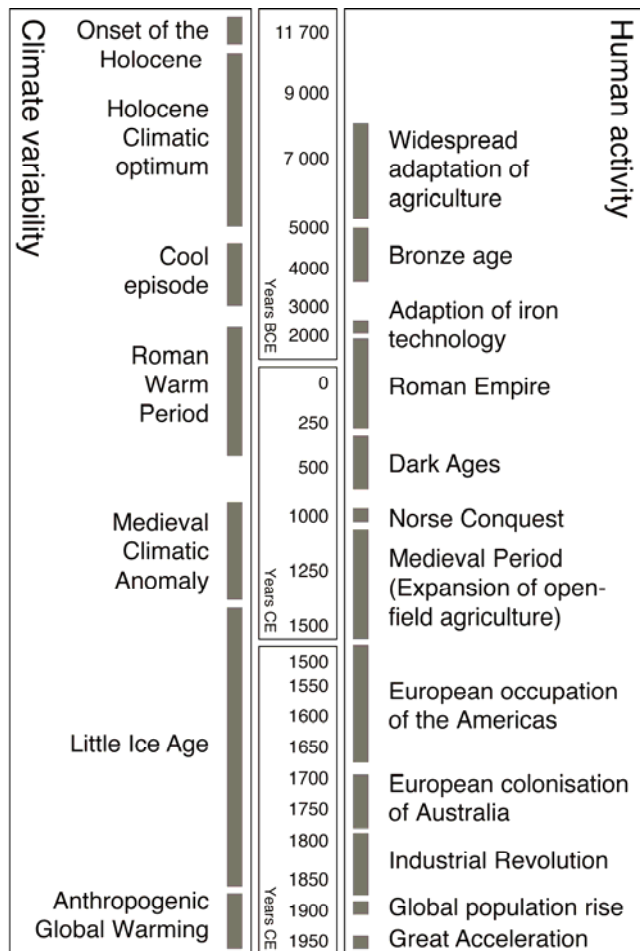 Climate variability
Onset of the
Holocene
Holocene
Climatic
optimum
Cool
episode
Roman
Warm
Period
Medieval
Climatic
Anomaly
Little Ice Age
Anthropogenic
Global Warming
11 700
9 000
7 000
5000
4000
3000
2000
Years BCE
0
250
500
1000
1250
1500
Years CE
1500
1550
1600
1650
1700
1750
1800
1850
1900
1950
Years CE
Human activity
Widespread
adaptation of
agriculture
Bronze age
Adaption of iron
technology
Roman Empire
Dark Ages
Norse Conquest
Medieval Period
(Expansion of open-
field agriculture)
European occupation
of the Americas
European colonisation
of Australia
Industrial Revolution
Global population rise
Great Acceleration